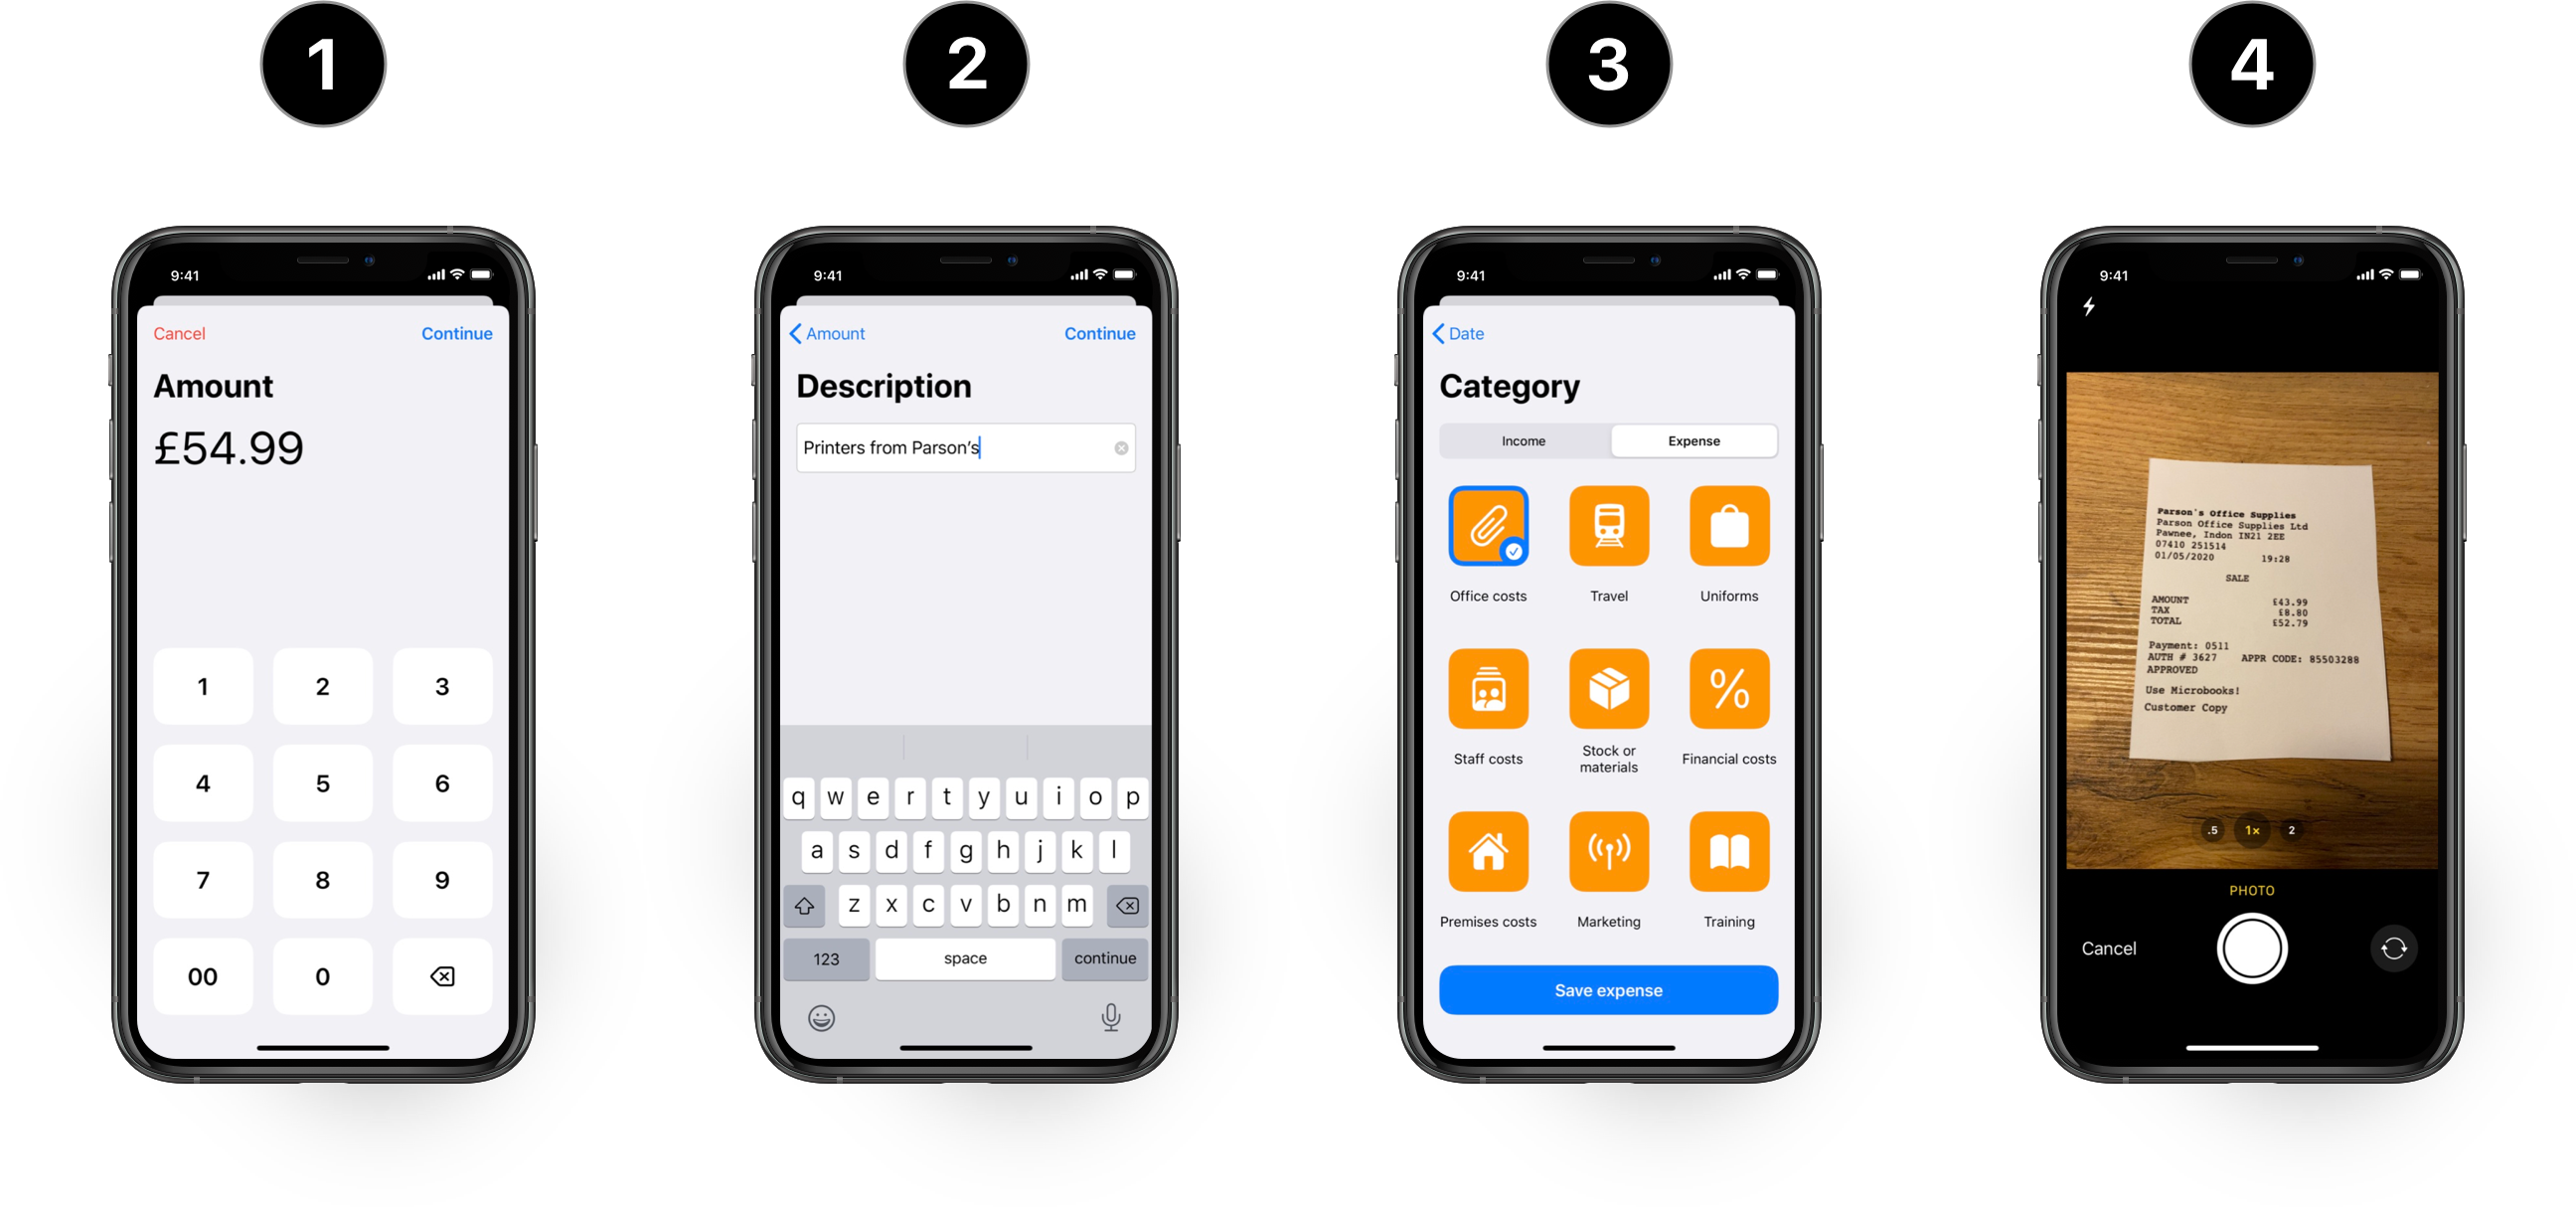 1
2
3
4
9:41
Cancel
Continue
Amount
£54.99
1 2 3
4 5 6
7 8 9
00 0
9:41
Amount
Continue
Description
Printers from Parson’s
q w e r t y u i o p
a s d f g h j k l
z x c v b n m
123 space continue
9:41
Date
Category
Income Expense
Office costs Travel Uniforms
Staff costs Stock or materials Financial costs
Premises costs Marketing Training
Save expense
9:41
Parson's Office Supplies
Parson Office Supplies Ltd
Pawnee, Indon IN21 2EE
07410 251514
01/05/2020 19:28
SALE
AMOUNT £43.99
TAX £8.80
TOTAL £52.79
Payment: 0511
AUTH # 3627 APPR CODE: 85503288
APPROVED
Use Microbooks!
Customer Copy
.5 1× 2
PHOTO
Cancel